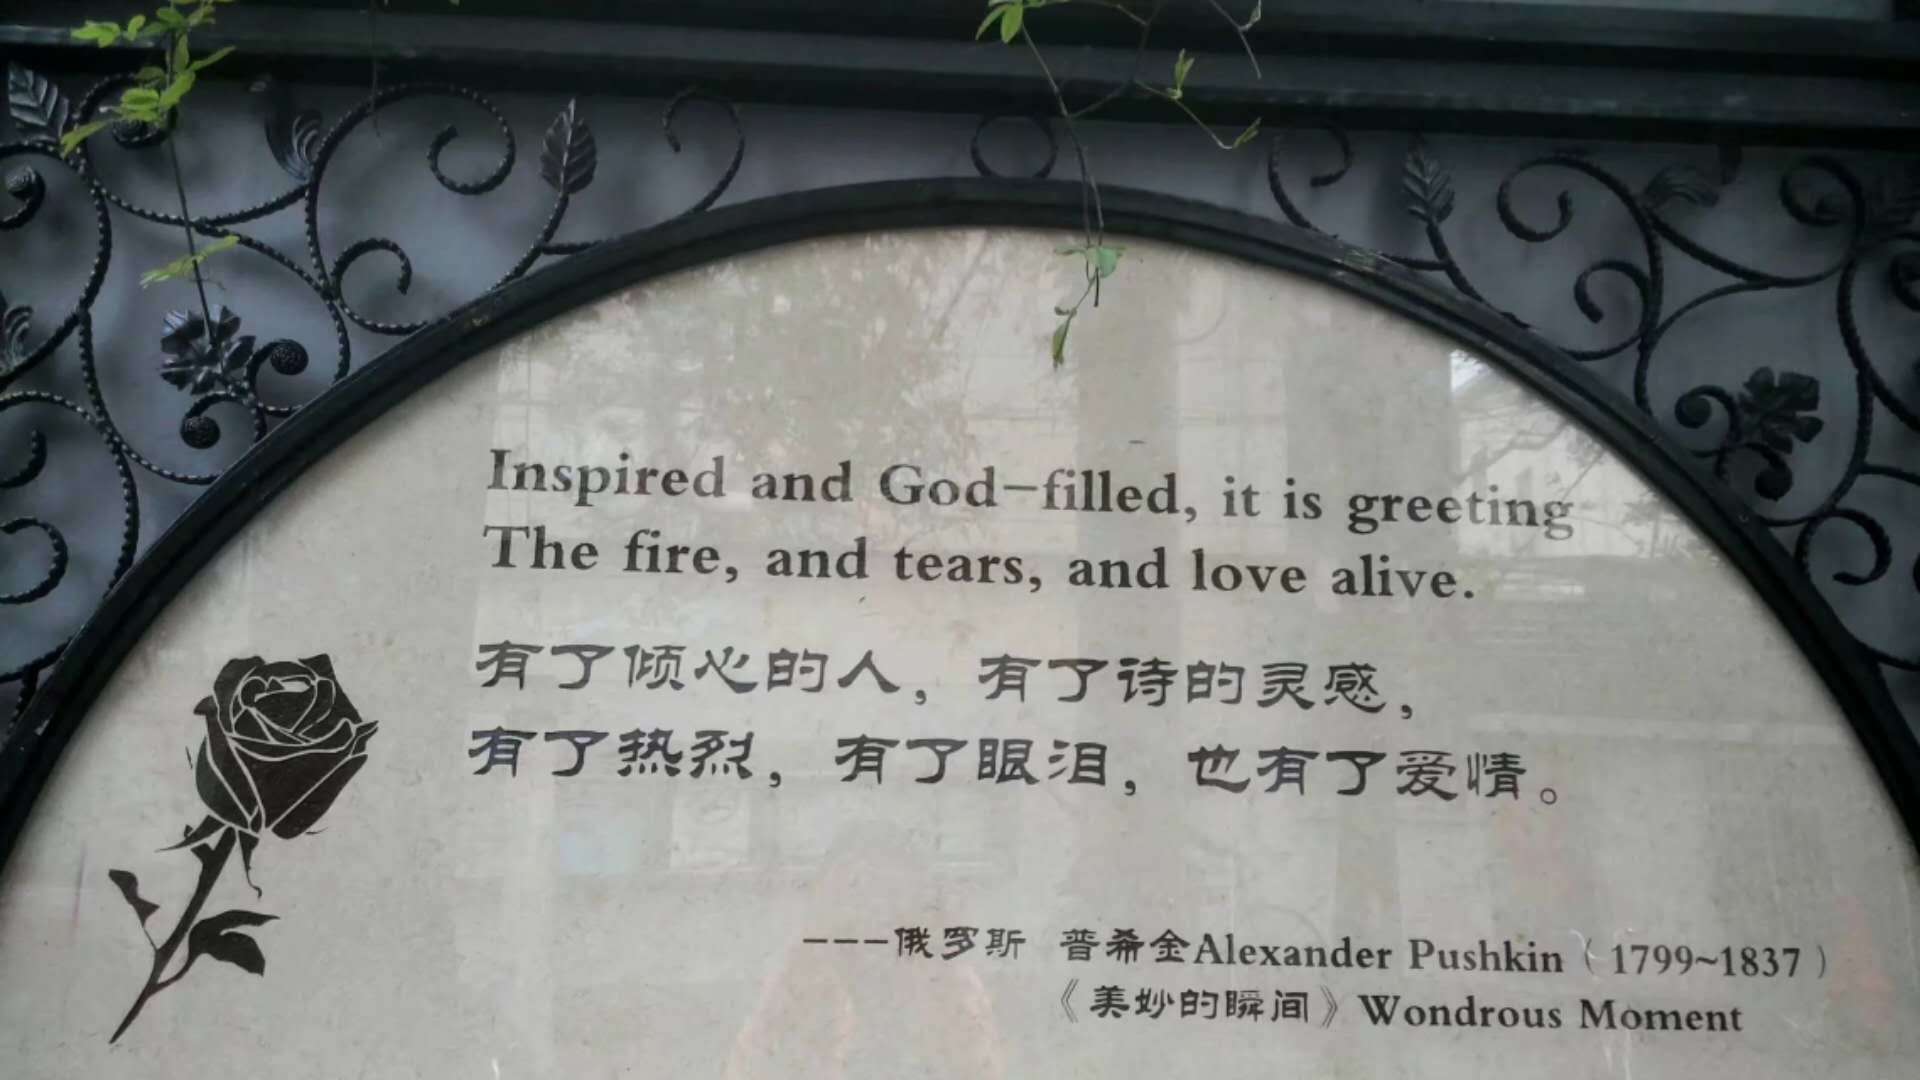 Inspired and God-filled, it is greeting
The fire, and tears, and love alive.
有了倾心的人，有了诗的灵感，
有了热烈，有了眼泪，也有了爱情。
---俄罗斯 普希金Alexander Pushkin（1799~1837）
《美妙的瞬间》Wondrous Moment